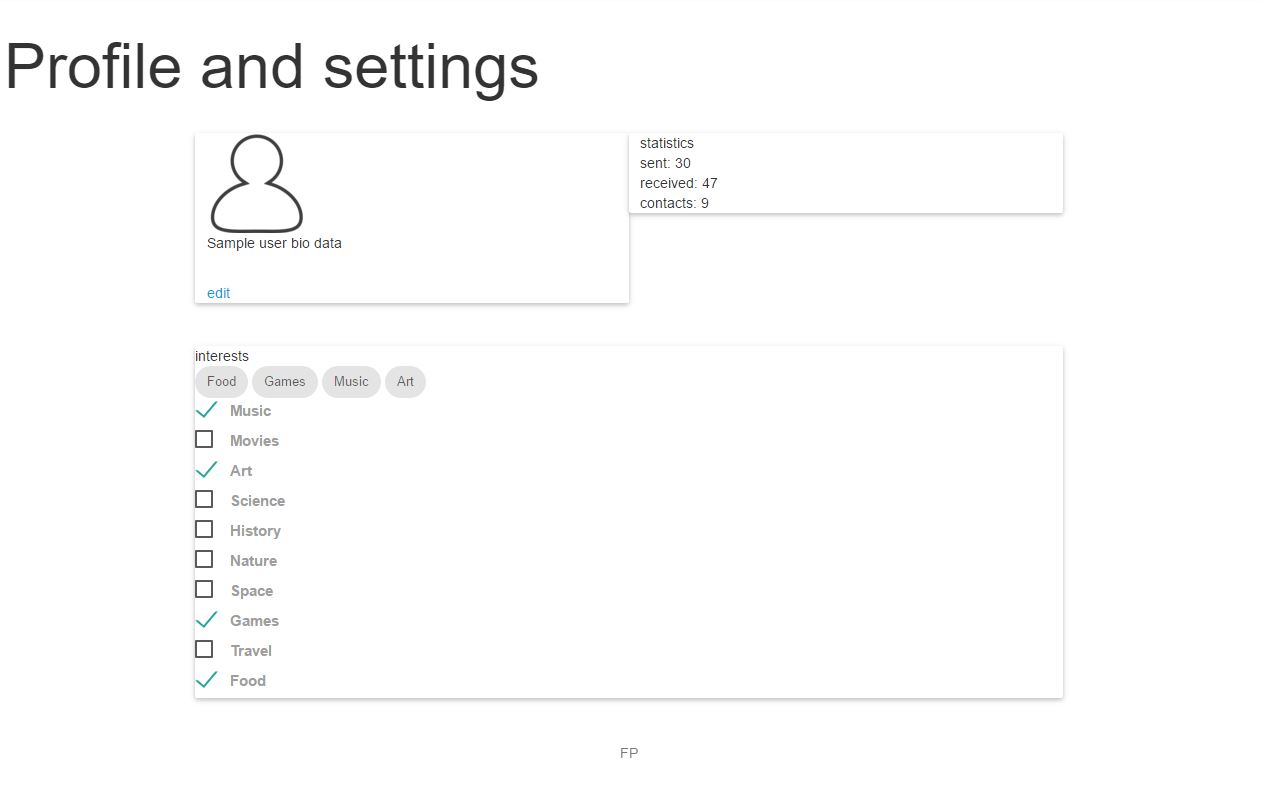 Profile and settings
Sample user bio data
edit
statistics
sent: 30
received: 47
contacts: 9
interests
Food Games Music Art
Music
Movies
Art
Science
History
Nature
Space
Games
Travel
Food
FP